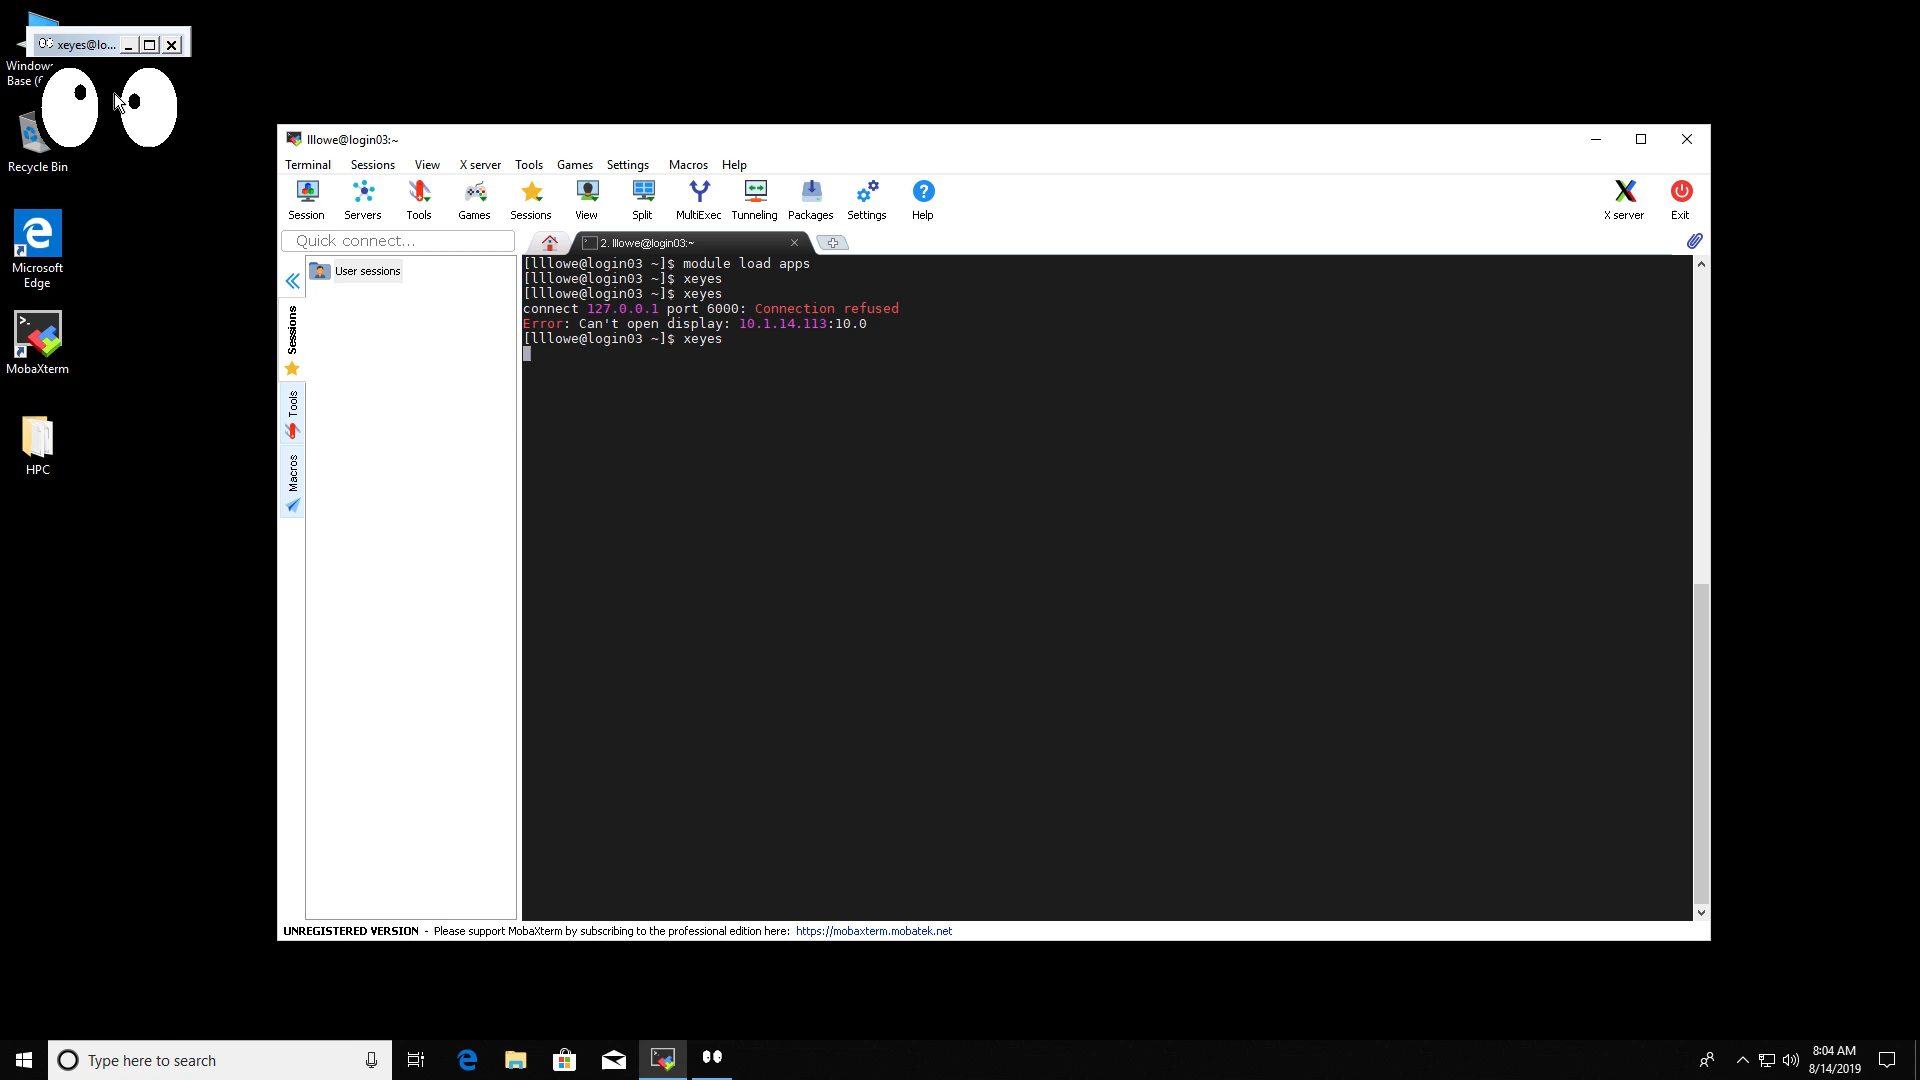 Windows
Base (
xeyes@lo...
Recycle Bin
Microsoft
Edge
MobaXterm
HPC
lllowe@login03:~
Terminal Sessions View X server Tools Games Settings Macros Help
Session Servers Tools Games Sessions View Split MultiExec Tunneling Packages Settings Help X server Exit
Quick connect...
2. lllowe@login03:~
User sessions
Sessions
Tools
Macros
[lllowe@login03 ~]$ module load apps
[lllowe@login03 ~]$ xeyes
[lllowe@login03 ~]$ xeyes
connect 127.0.0.1 port 6000: Connection refused
Error: Can't open display: 10.1.14.113:10.0
[lllowe@login03 ~]$ xeyes
UNREGISTERED VERSION - Please support MobaXterm by subscribing to the professional edition here: https://mobaxterm.mobatek.net
Type here to search
8:04 AM
8/14/2019